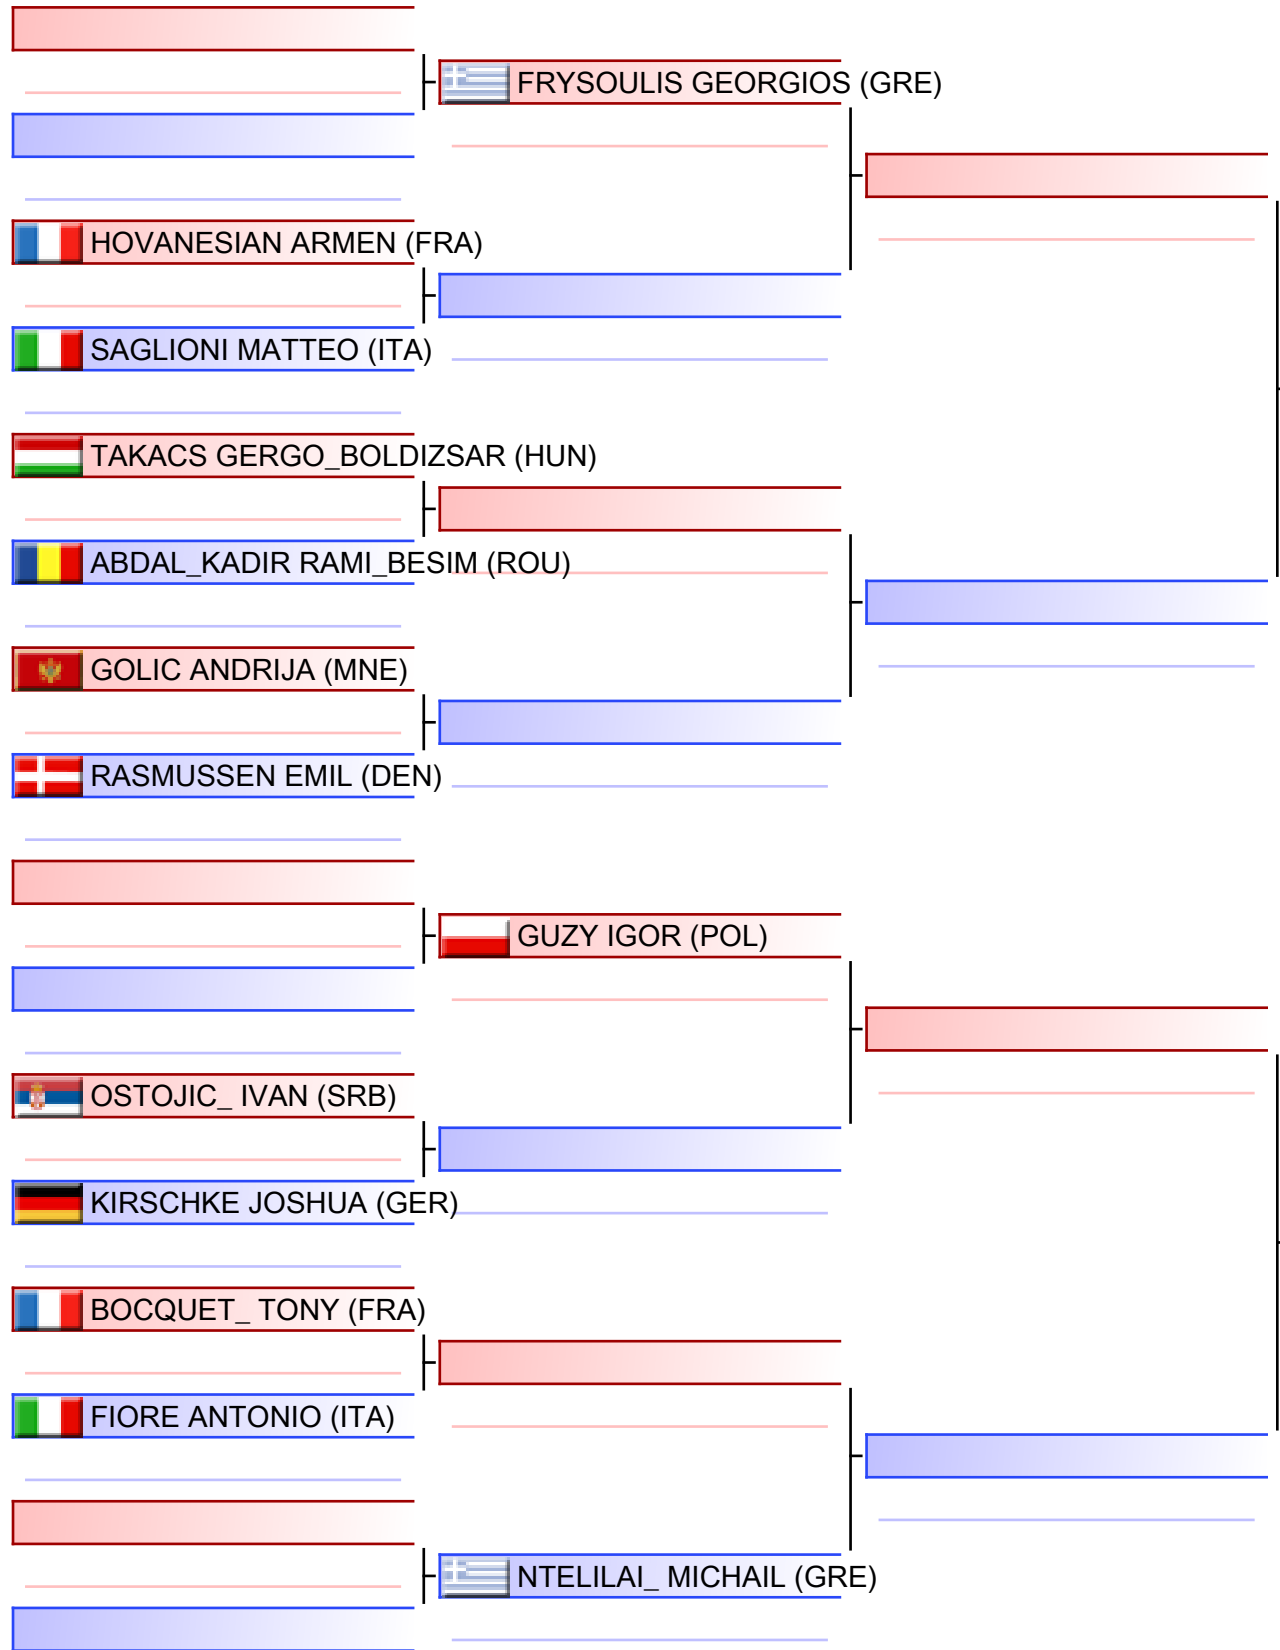 FRYSOULIS GEORGIOS (GRE)
HOVANESIAN ARMEN (FRA)
SAGLIONI MATTEO (ITA)
TAKACS GERGO_BOLDIZSAR (HUN)
ABDAL_KADIR RAMI_BESIM (ROU)
GOLIC ANDRIJA (MNE)
RASMUSSEN EMIL (DEN)
GUZY IGOR (POL)
OSTOJIC_ IVAN (SRB)
KIRSCHKE JOSHUA (GER)
BOCQUET_ TONY (FRA)
FIORE ANTONIO (ITA)
NTELILAI_ MICHAIL (GRE)